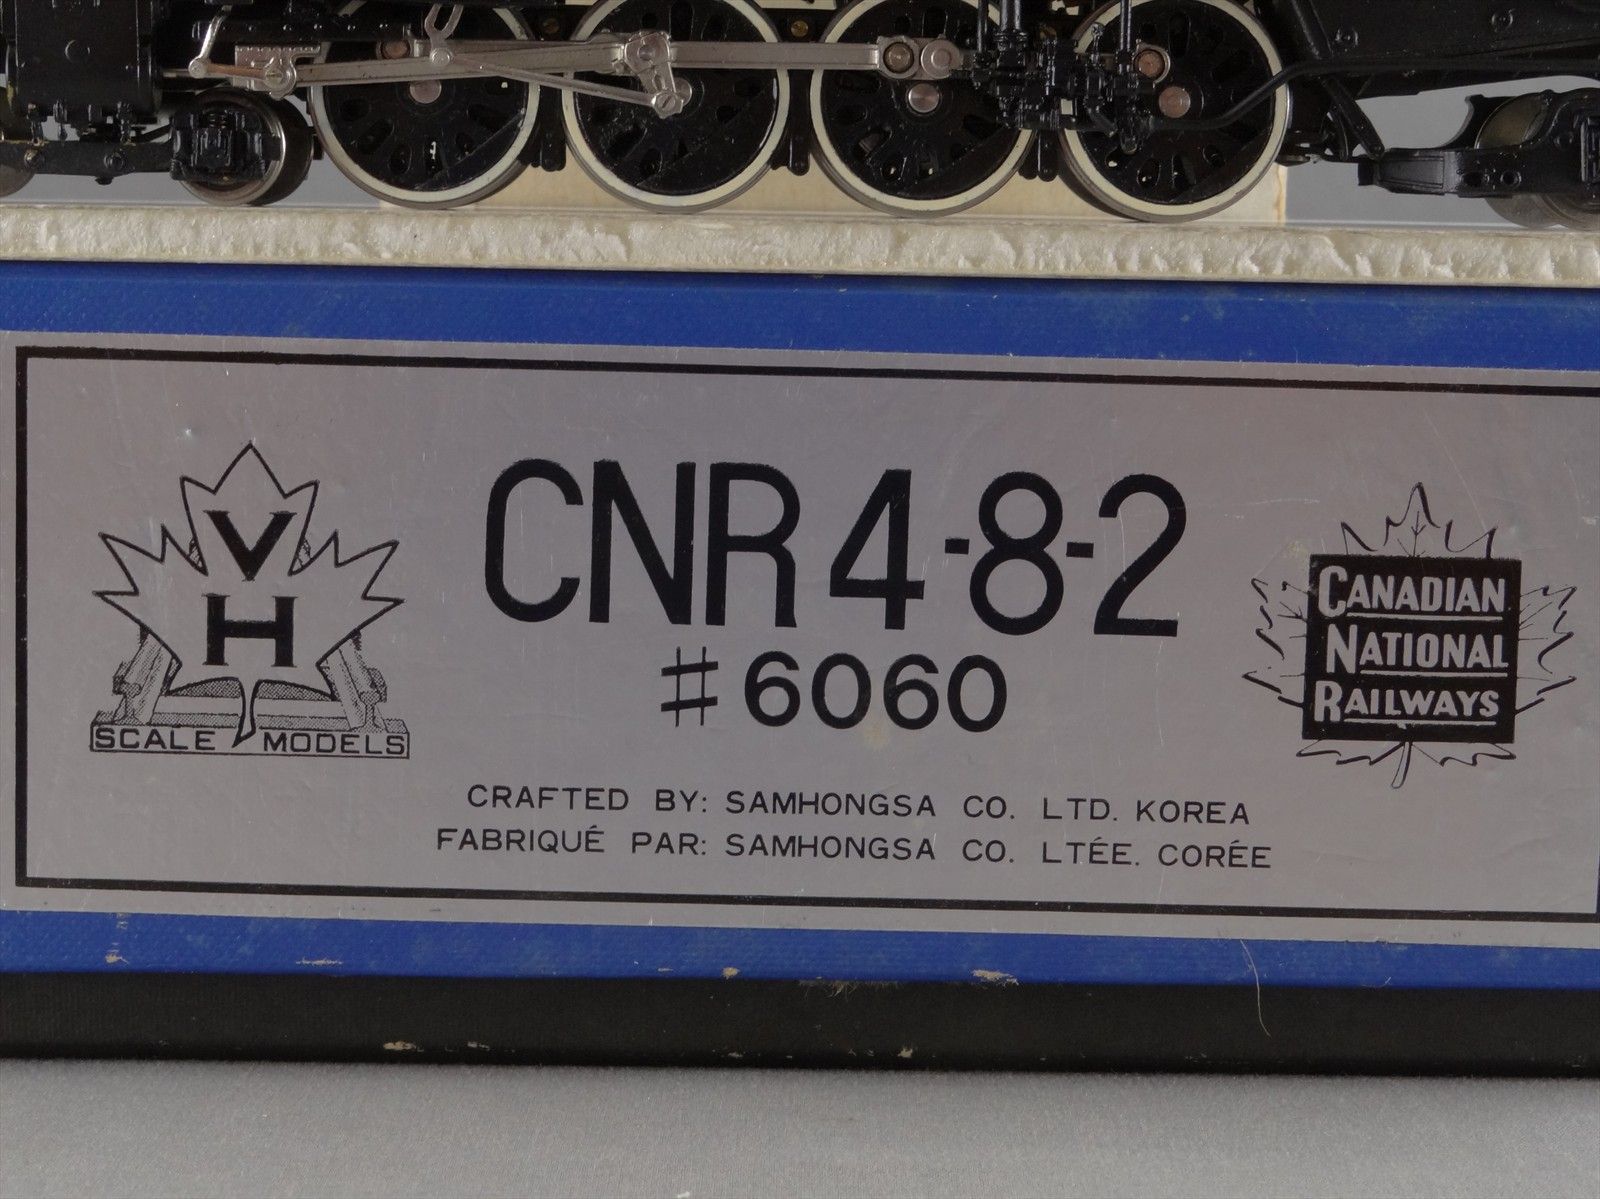 V
H
SCALE MODELS
CNR 4-8-2
#6060
CANADIAN
NATIONAL
RAILWAYS
CRAFTED BY: SAMHONGSA CO. LTD. KOREA
FABRIQUÉ PAR: SAMHONGSA CO. LTÉE. CORÉE